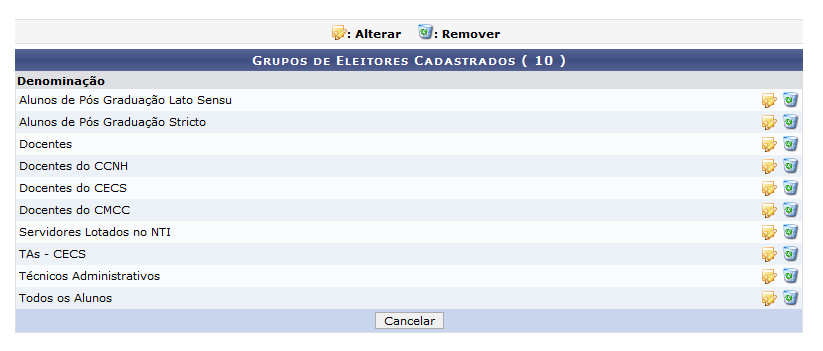 : Alterar : Remover
Grupos de Eleitores Cadastrados ( 10 )
Denominação
Alunos de Pós Graduação Lato Sensu
Alunos de Pós Graduação Stricto
Docentes
Docentes do CCNH
Docentes do CECS
Docentes do CMCC
Servidores Lotados no NTI
TAs - CECS
Técnicos Administrativos
Todos os Alunos
Cancelar